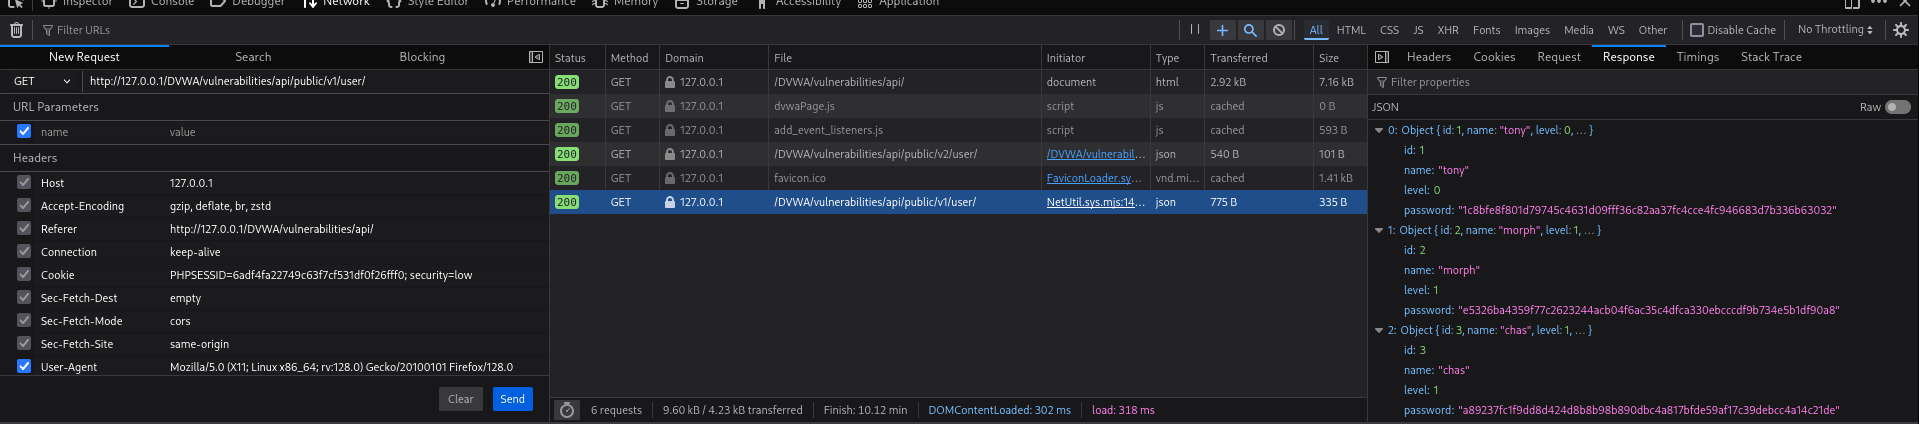 Inspector Console Debugger Network Style Editor Performance Memory Storage Accessibility Application
Filter URLs All HTML CSS JS XHR Fonts Images Media WS Other Disable Cache No Throttling
New Request Search Blocking
GET http://127.0.0.1/DVWA/vulnerabilities/api/public/v1/user/
URL Parameters
name value
Headers
Host 127.0.0.1
Accept-Encoding gzip, deflate, br, zstd
Referer http://127.0.0.1/DVWA/vulnerabilities/api/
Connection keep-alive
Cookie PHPSESSID=6adf4fa22749c63f7cf531df0f26fff0; security=low
Sec-Fetch-Dest empty
Sec-Fetch-Mode cors
Sec-Fetch-Site same-origin
User-Agent Mozilla/5.0 (X11; Linux x86_64; rv:128.0) Gecko/20100101 Firefox/128.0
Clear Send
Status Method Domain File Initiator Type Transferred Size
200 GET 127.0.0.1 /DVWA/vulnerabilities/api/ document html 2.92 kB 7.16 kB
200 GET 127.0.0.1 dvwaPage.js script js cached 0 B
200 GET 127.0.0.1 add_event_listeners.js script js cached 593 B
200 GET 127.0.0.1 /DVWA/vulnerabilities/api/public/v2/user/ /DVWA/vulnerabil... json 540 B 101 B
200 GET 127.0.0.1 favicon.ico FaviconLoader.sy... vnd.mi... cached 1.41 kB
200 GET 127.0.0.1 /DVWA/vulnerabilities/api/public/v1/user/ NetUtil.sys.mjs:14... json 775 B 335 B
6 requests 9.60 kB / 4.23 kB transferred Finish: 10.12 min DOMContentLoaded: 302 ms load: 318 ms
Headers Cookies Request Response Timings Stack Trace
Filter properties
JSON Raw
0: Object { id: 1, name: "tony", level: 0, … }
id: 1
name: "tony"
level: 0
password: "1c8bfe8f801d79745c4631d09fff36c82aa37fc4cce4fc946683d7b336b63032"
1: Object { id: 2, name: "morph", level: 1, … }
id: 2
name: "morph"
level: 1
password: "e5326ba4359f77c2623244acb04f6ac35c4dfca330ebcccdf9b734e5b1df90a8"
2: Object { id: 3, name: "chas", level: 1, … }
id: 3
name: "chas"
level: 1
password: "a89237fc1f9dd8d424d8b8b98b890dbc4a817bfde59af17c39debcc4a14c21de"